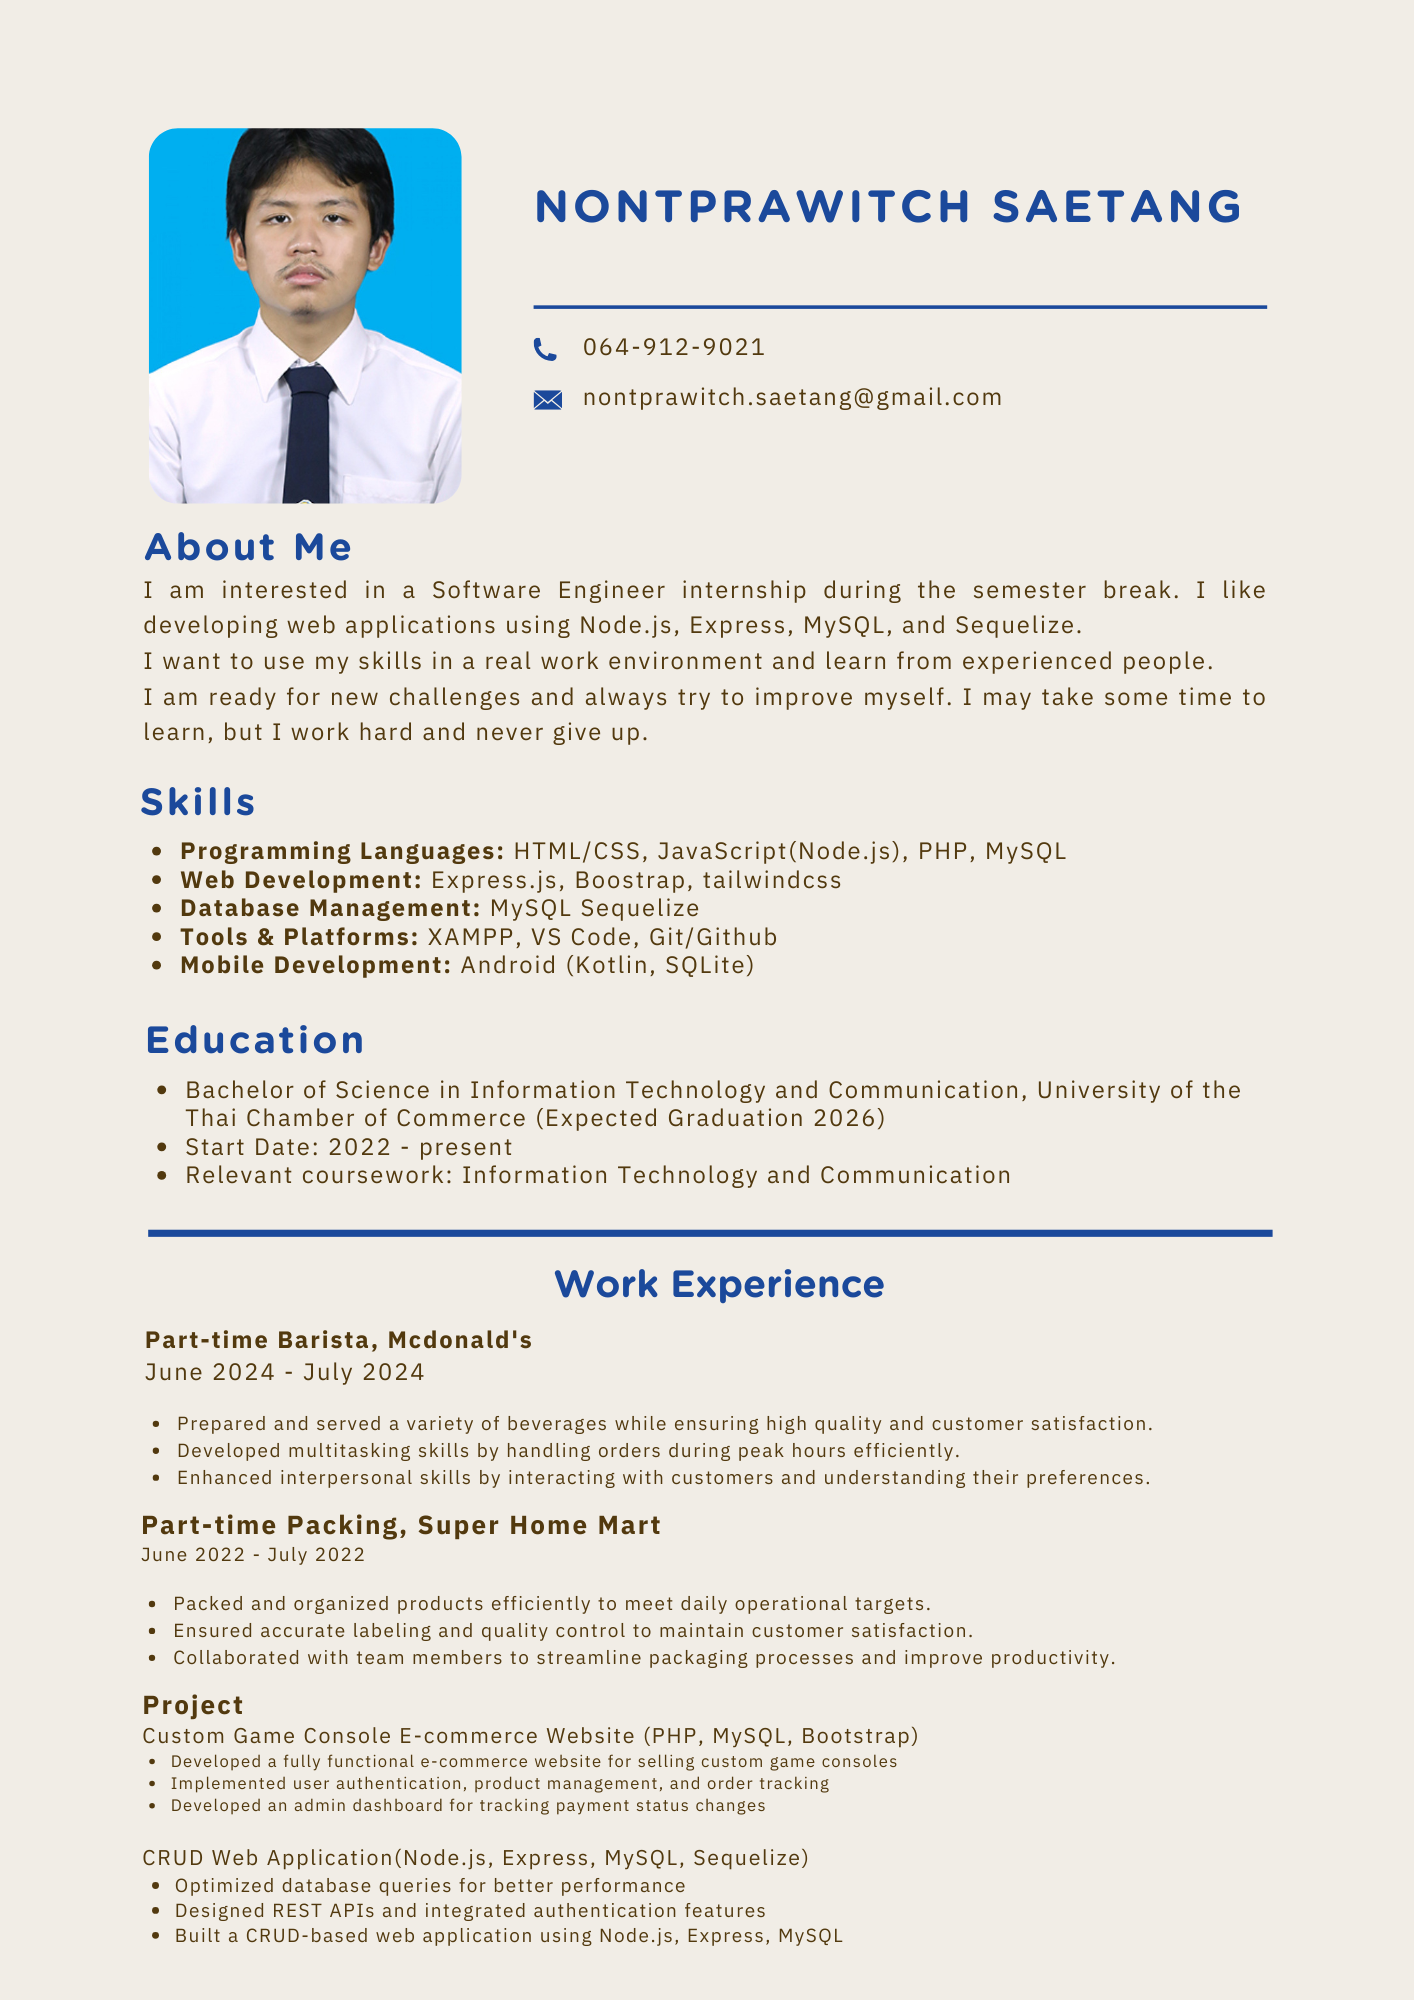 NONTPRAWITCH SAETANG
064-912-9021
nontprawitch.saetang@gmail.com
About Me
I am interested in a Software Engineer internship during the semester break. I like
developing web applications using Node.js, Express, MySQL, and Sequelize.
I want to use my skills in a real work environment and learn from experienced people.
I am ready for new challenges and always try to improve myself. I may take some time to
learn, but I work hard and never give up.
Skills
• Programming Languages: HTML/CSS, JavaScript(Node.js), PHP, MySQL
• Web Development: Express.js, Boostrap, tailwindcss
• Database Management: MySQL Sequelize
• Tools & Platforms: XAMPP, VS Code, Git/Github
• Mobile Development: Android (Kotlin, SQLite)
Education
• Bachelor of Science in Information Technology and Communication, University of the
Thai Chamber of Commerce (Expected Graduation 2026)
• Start Date: 2022 - present
• Relevant coursework: Information Technology and Communication
Work Experience
Part-time Barista, Mcdonald's
June 2024 - July 2024
• Prepared and served a variety of beverages while ensuring high quality and customer satisfaction.
• Developed multitasking skills by handling orders during peak hours efficiently.
• Enhanced interpersonal skills by interacting with customers and understanding their preferences.
Part-time Packing, Super Home Mart
June 2022 - July 2022
• Packed and organized products efficiently to meet daily operational targets.
• Ensured accurate labeling and quality control to maintain customer satisfaction.
• Collaborated with team members to streamline packaging processes and improve productivity.
Project
Custom Game Console E-commerce Website (PHP, MySQL, Bootstrap)
• Developed a fully functional e-commerce website for selling custom game consoles
• Implemented user authentication, product management, and order tracking
• Developed an admin dashboard for tracking payment status changes
CRUD Web Application(Node.js, Express, MySQL, Sequelize)
• Optimized database queries for better performance
• Designed REST APIs and integrated authentication features
• Built a CRUD-based web application using Node.js, Express, MySQL